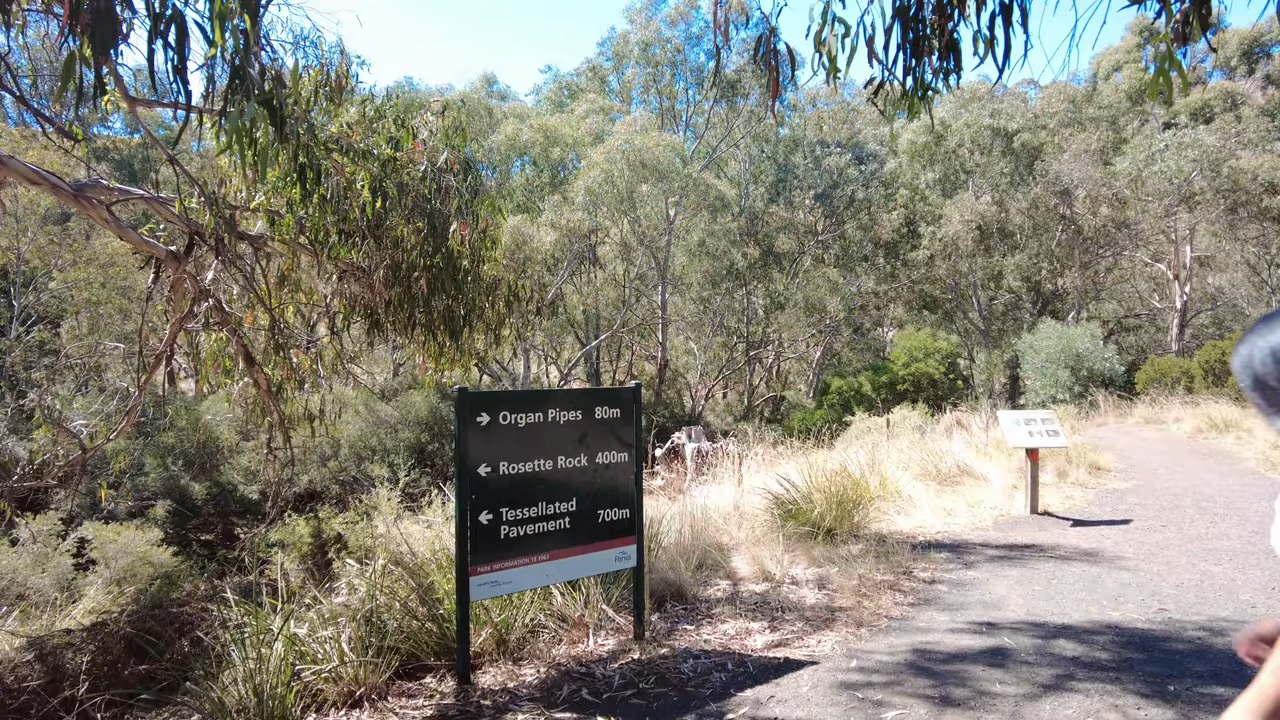 → Organ Pipes 80m
← Rosette Rock 400m
← Tessellated
Pavement 700m
PARK INFORMATION 13 1963
Parks